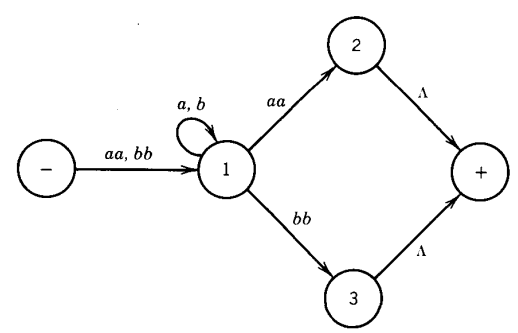 2
a, b
aa
Λ
aa, bb
−
1
+
bb
Λ
3